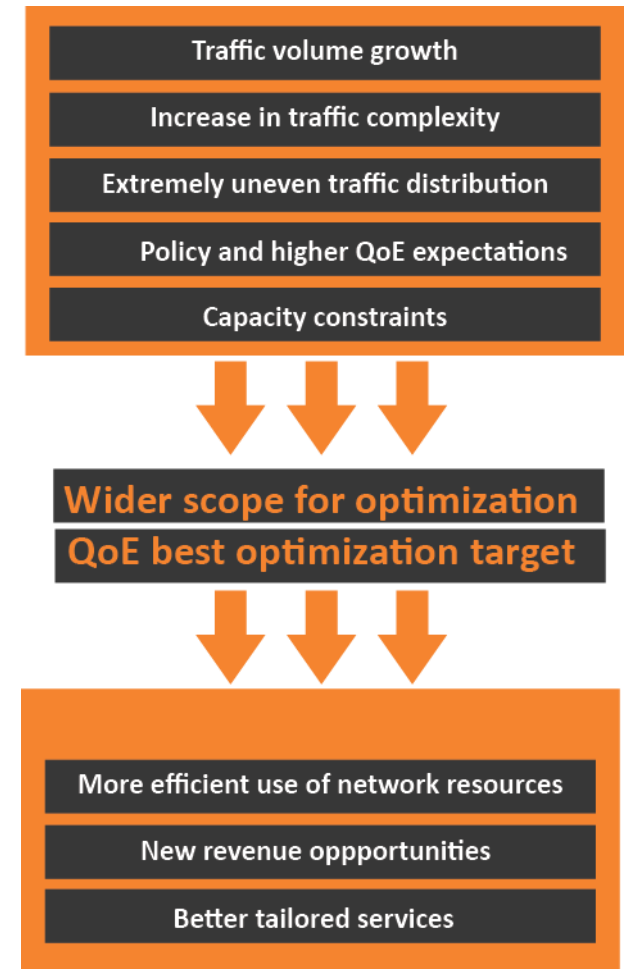 Traffic volume growth
Increase in traffic complexity
Extremely uneven traffic distribution
Policy and higher QoE expectations
Capacity constraints
Wider scope for optimization
QoE best optimization target
More efficient use of network resources
New revenue oppportunities
Better tailored services